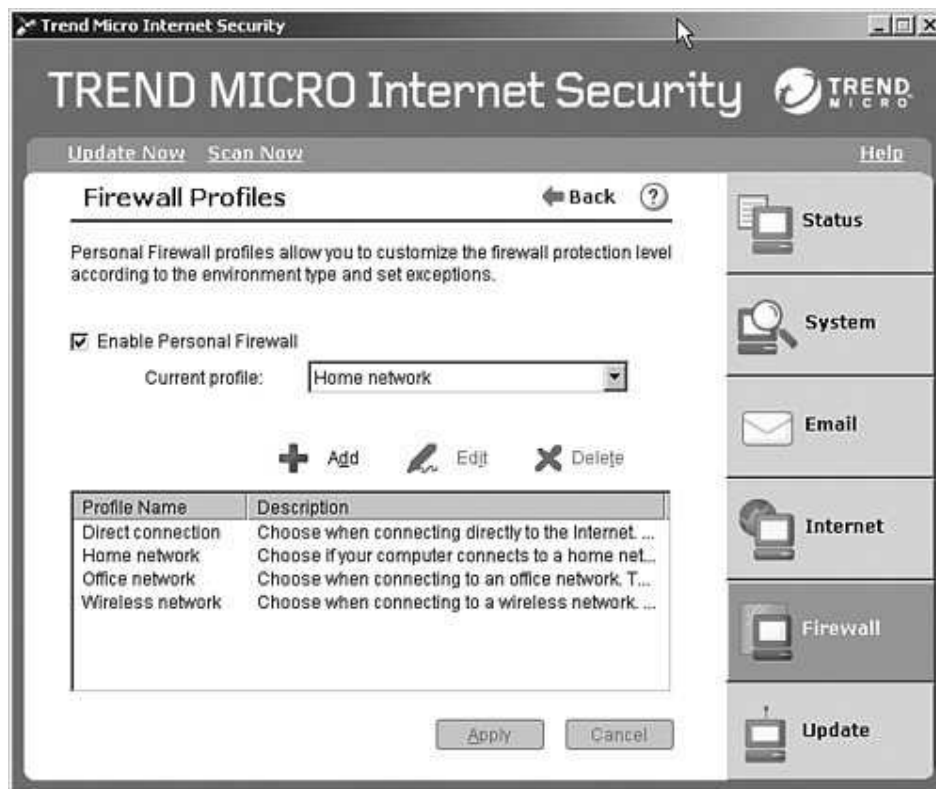 Trend Micro Internet Security
TREND MICRO Internet Security
TREND
MICRO
Update Now Scan Now Help
Firewall Profiles
Back ?
Personal Firewall profiles allow you to customize the firewall protection level
according to the environment type and set exceptions.
Enable Personal Firewall
Current profile: Home network
Add Edit Delete
Profile Name Description
Direct connection Choose when connecting directly to the Internet. ...
Home network Choose if your computer connects to a home net...
Office network Choose when connecting to an office network. T...
Wireless network Choose when connecting to a wireless network. ...
Apply Cancel
Status
System
Email
Internet
Firewall
Update